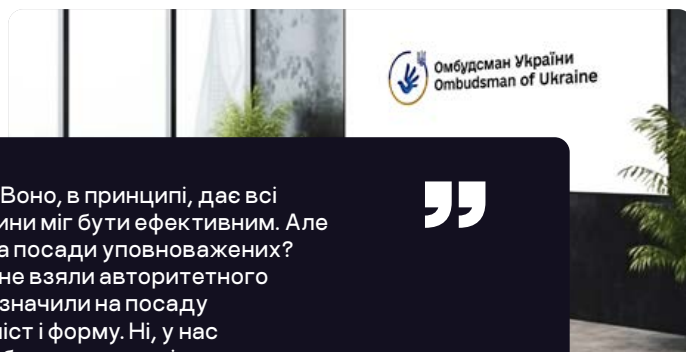 Омбудсман України
Ombudsman of Ukraine
Воно, в принципі, дає всі
ини міг бути ефективним. Але
а посади уповноважених?
не взяли авторитетного
значили на посаду
іст і форму. Ні, у нас